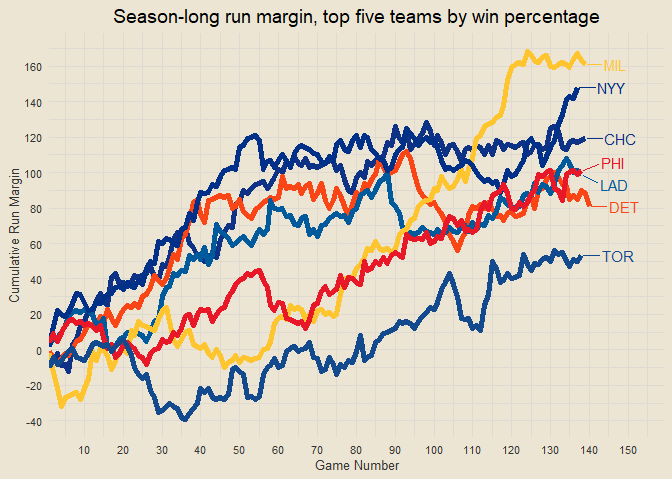 Season-long run margin, top five teams by win percentage
Cumulative Run Margin
160
140
120
100
80
60
40
20
0
-20
-40
MIL
NYY
CHC
PHI
LAD
DET
TOR
10 20 30 40 50 60 70 80 90 100 110 120 130 140 150
Game Number